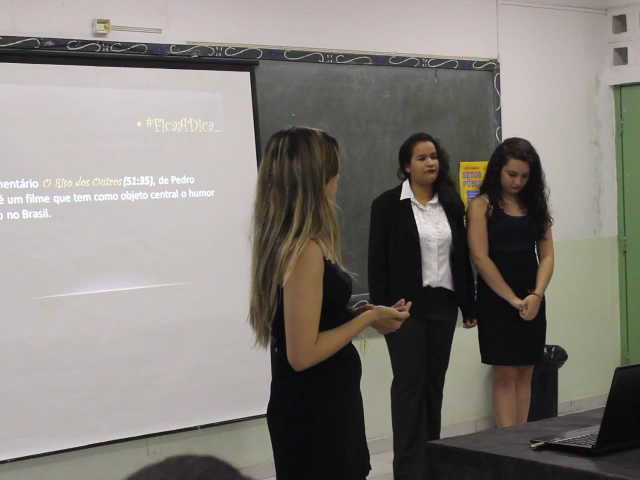 • #FicaADica...
mentário O Riso dos Outros (51:35), de Pedro
é um filme que tem como objeto central o humor
o no Brasil.
SETOR